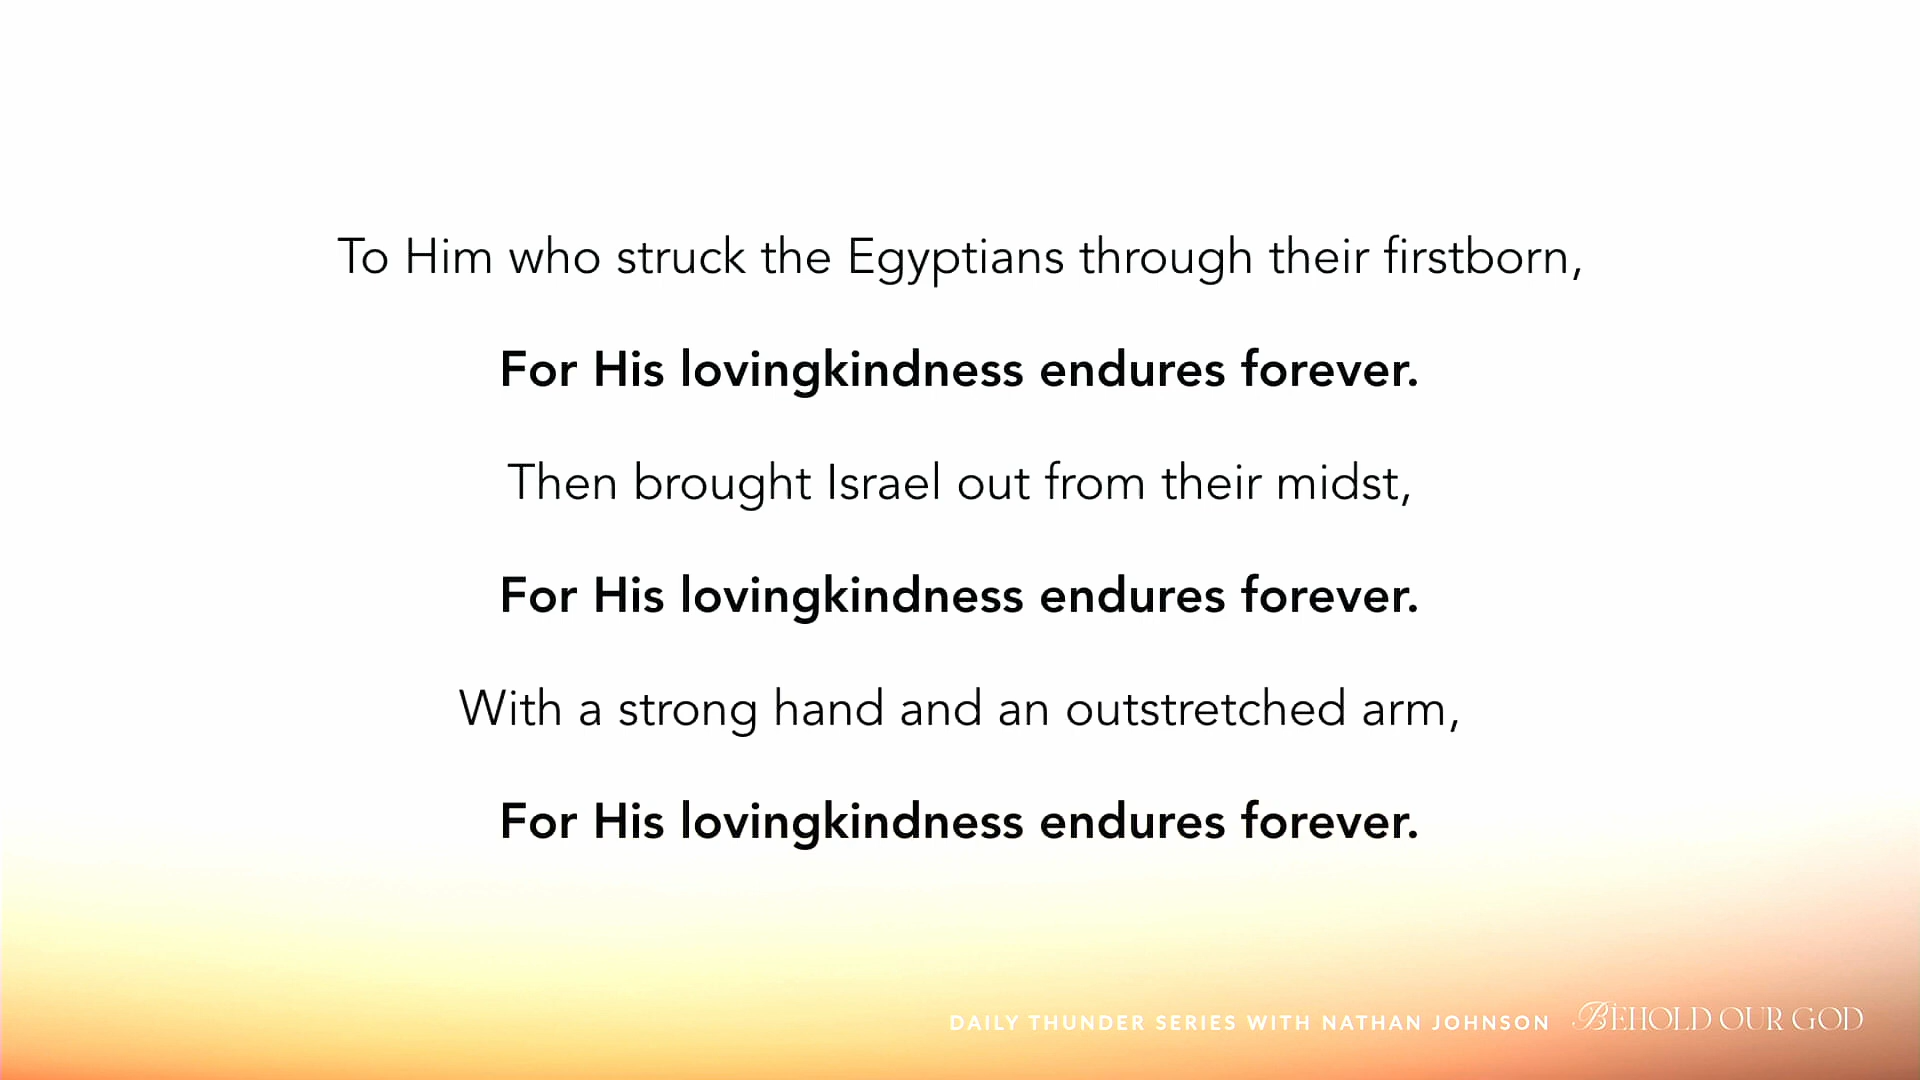 To Him who struck the Egyptians through their firstborn,
For His lovingkindness endures forever.
Then brought Israel out from their midst,
For His lovingkindness endures forever.
With a strong hand and an outstretched arm,
For His lovingkindness endures forever.
DAILY THUNDER SERIES WITH NATHAN JOHNSON BEHOLD OUR GOD